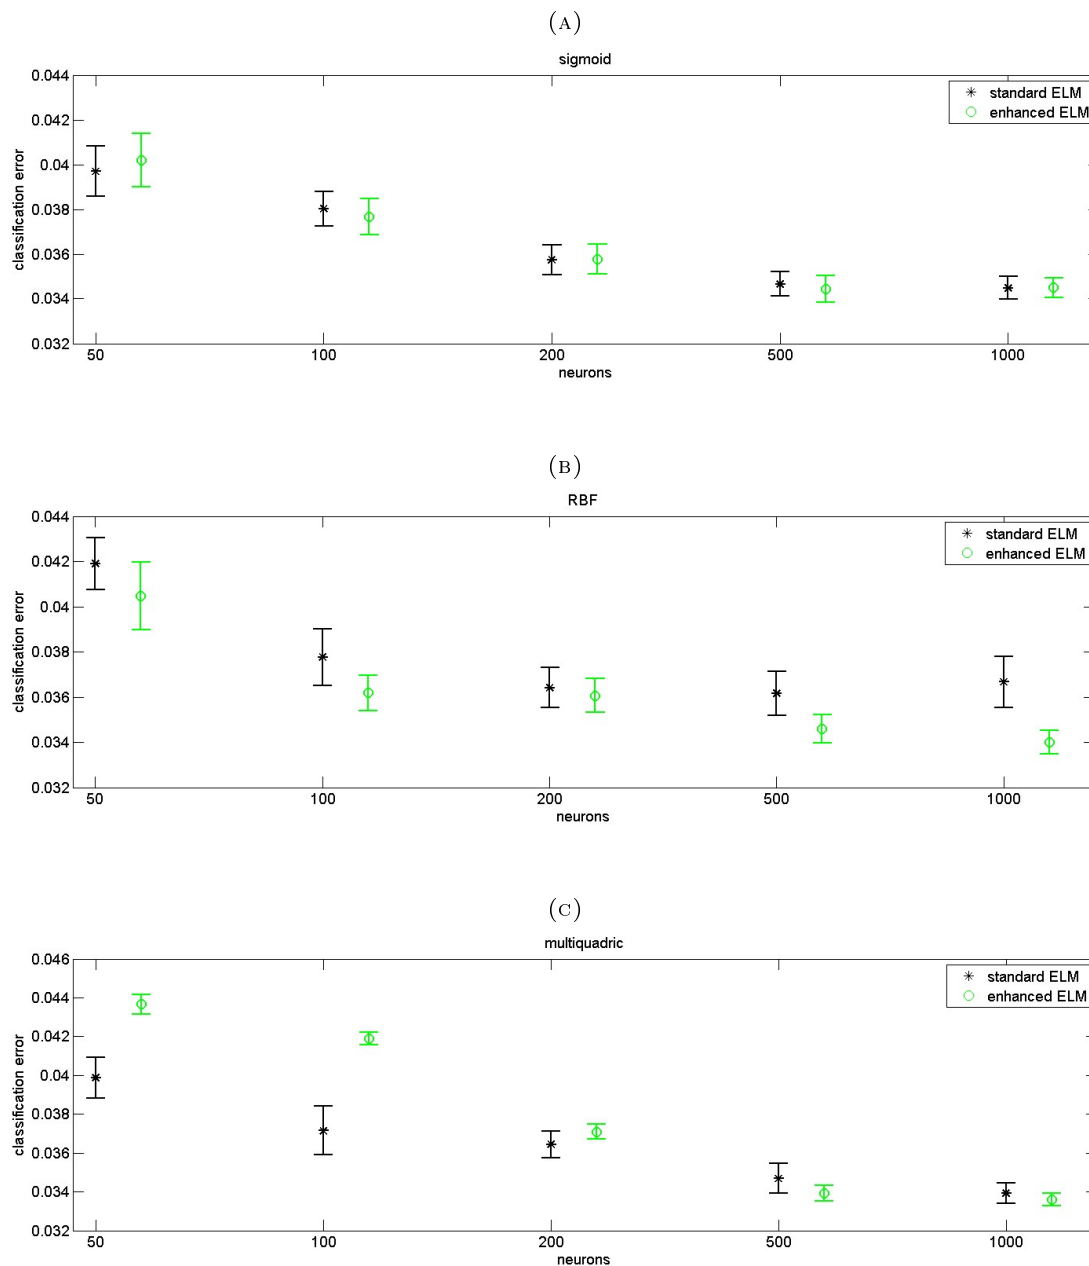 (A)
sigmoid
0.044
0.042
0.04
0.038
0.036
0.034
0.032
classification error
standard ELM
enhanced ELM
50 100 200 500 1000
neurons
(B)
RBF
0.044
0.042
0.04
0.038
0.036
0.034
0.032
classification error
standard ELM
enhanced ELM
50 100 200 500 1000
neurons
(C)
multiquadric
0.046
0.044
0.042
0.04
0.038
0.036
0.034
0.032
classification error
standard ELM
enhanced ELM
50 100 200 500 1000
neurons